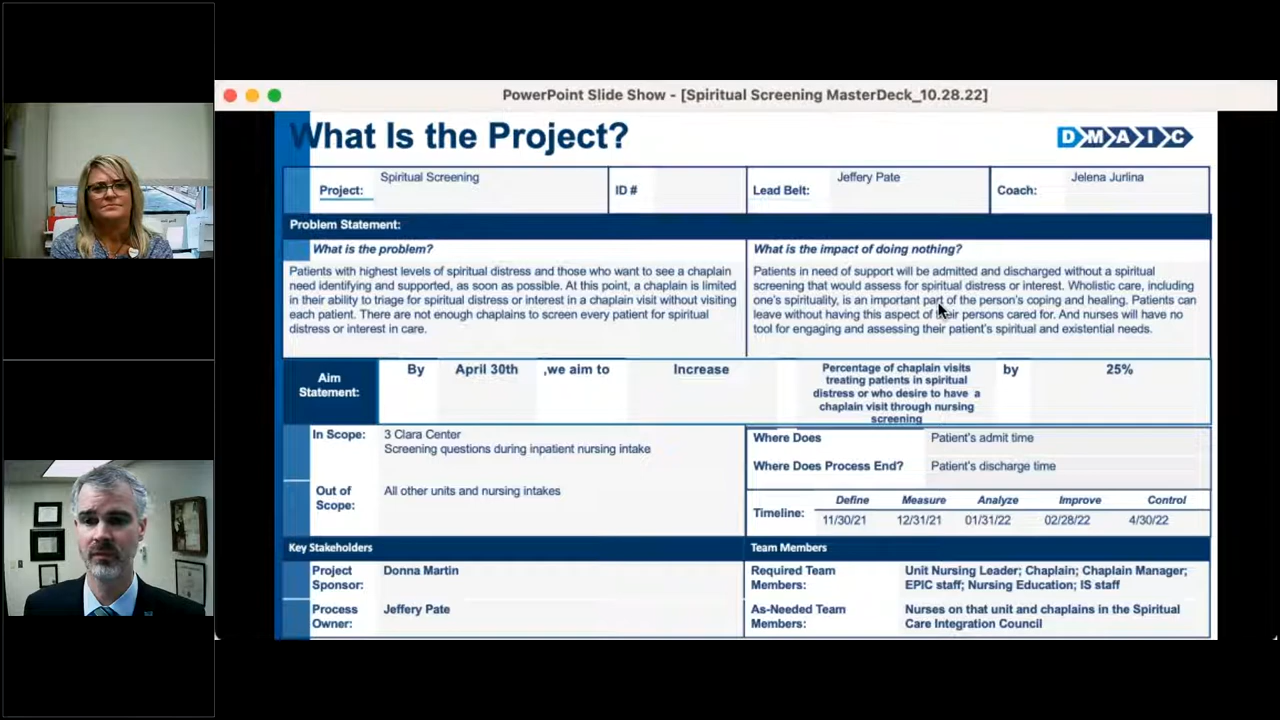 PowerPoint Slide Show - [Spiritual Screening MasterDeck_10.28.22]
What Is the Project?
D M A I C
Project: Spiritual Screening
ID #
Lead Belt: Jeffery Pate
Coach: Jelena Jurlina
Problem Statement:
What is the problem?
Patients with highest levels of spiritual distress and those who want to see a chaplain
need identifying and supported, as soon as possible. At this point, a chaplain is limited
in their ability to triage for spiritual distress or interest in a chaplain visit without visiting
each patient. There are not enough chaplains to screen every patient for spiritual
distress or interest in care.
What is the impact of doing nothing?
Patients in need of support will be admitted and discharged without a spiritual
screening that would assess for spiritual distress or interest. Wholistic care, including
one's spirituality, is an important part of the person's coping and healing. Patients can
leave without having this aspect of their persons cared for. And nurses will have no
tool for engaging and assessing their patient's spiritual and existential needs.
Aim
Statement:
By April 30th ,we aim to Increase
Percentage of chaplain visits
treating patients in spiritual
distress or who desire to have a
chaplain visit through nursing
screening
by 25%
In Scope: 3 Clara Center
Screening questions during inpatient nursing intake
Out of
Scope:
All other units and nursing intakes
Where Does Patient's admit time
Where Does Process End? Patient's discharge time
Timeline:
Define Measure Analyze Improve Control
11/30/21 12/31/21 01/31/22 02/28/22 4/30/22
Key Stakeholders
Project
Sponsor:
Donna Martin
Process
Owner:
Jeffery Pate
Team Members
Required Team
Members:
Unit Nursing Leader; Chaplain; Chaplain Manager;
EPIC staff; Nursing Education; IS staff
As-Needed Team
Members:
Nurses on that unit and chaplains in the Spiritual
Care Integration Council